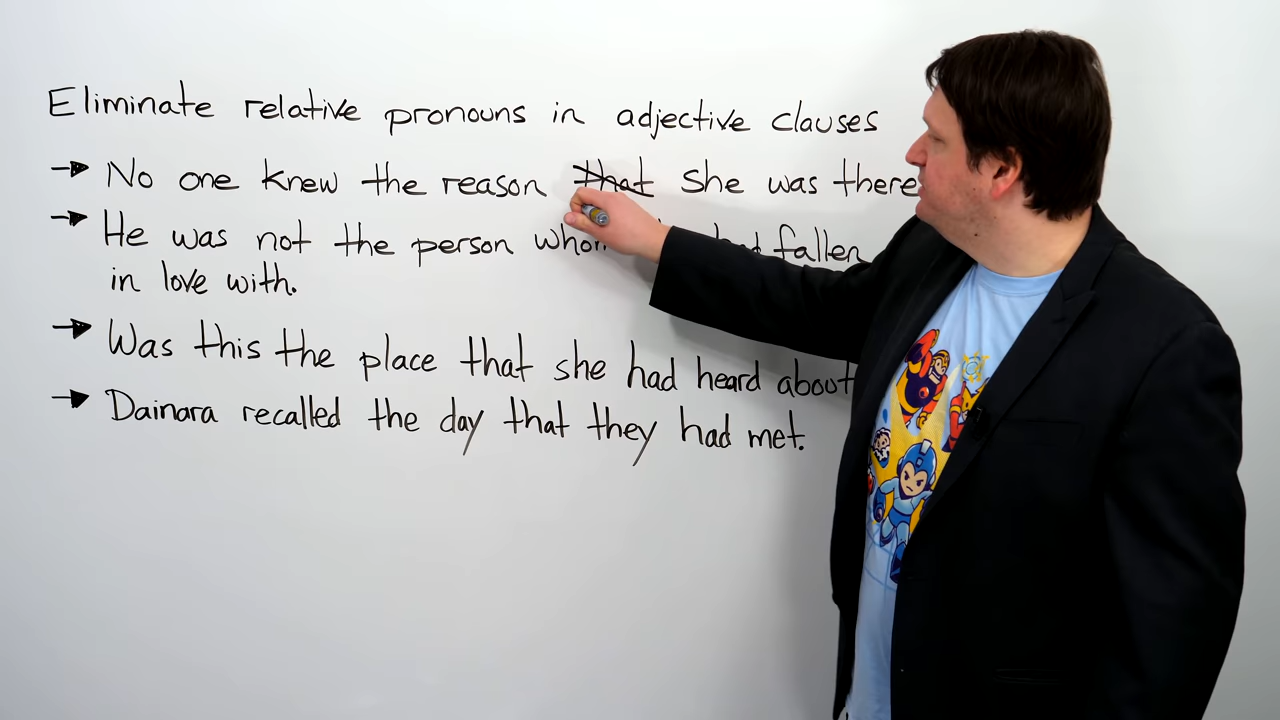 Eliminate relative pronouns in adjective clauses
→ No one knew the reason that she was there
→ He was not the person fallen
in love with.
→ Was this the place that she had heard about
→ Dainara recalled the day that they had met.